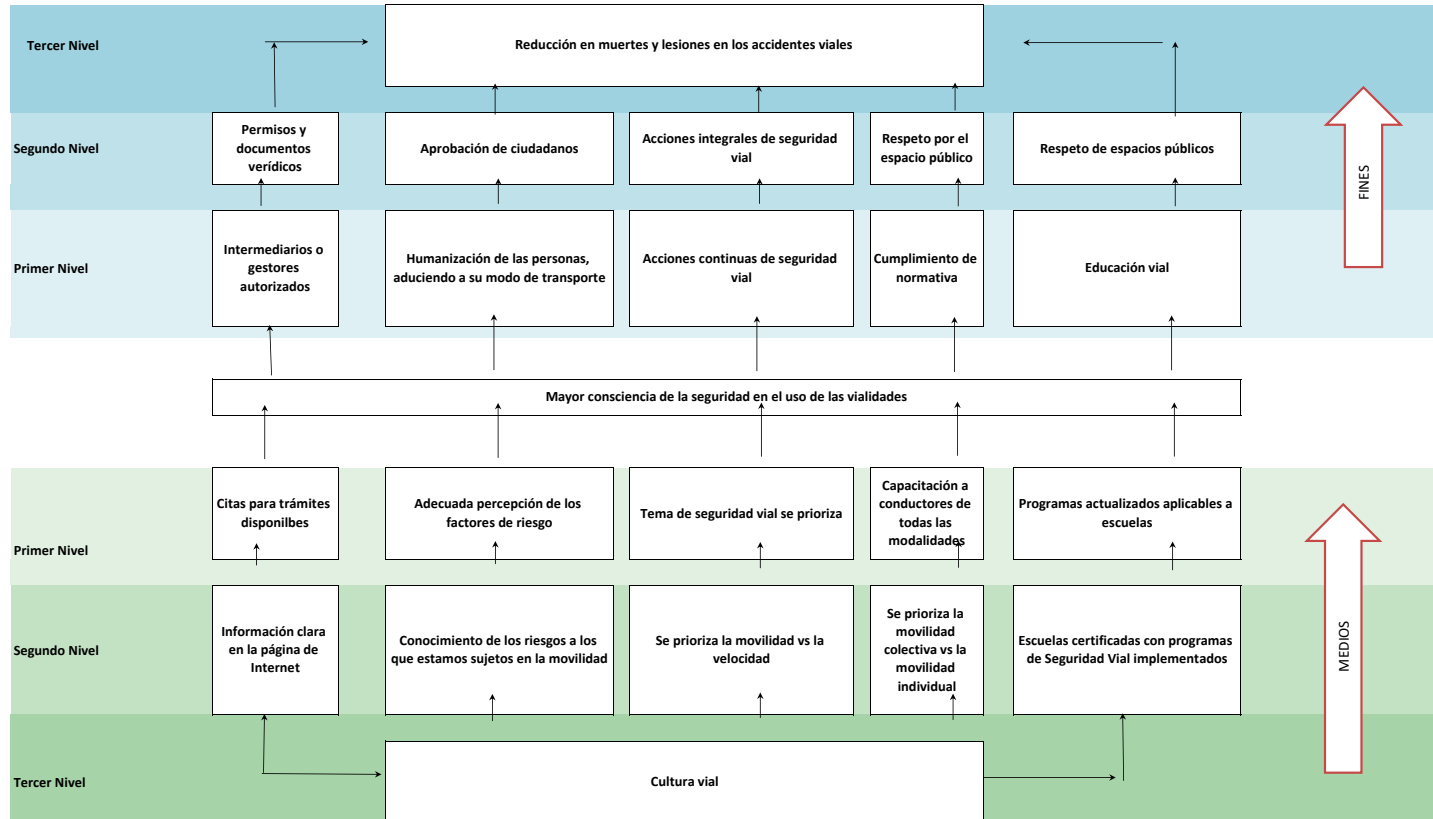 Tercer Nivel
Reducción en muertes y lesiones en los accidentes viales
Segundo Nivel
Permisos y
documentos
verídicos
Aprobación de ciudadanos
Acciones integrales de seguridad
vial
Respeto por el
espacio público
Respeto de espacios públicos
FINES
Primer Nivel
Intermediarios o
gestores
autorizados
Humanización de las personas,
aduciendo a su modo de transporte
Acciones continuas de seguridad
vial
Cumplimiento de
normativa
Educación vial
Mayor consciencia de la seguridad en el uso de las vialidades
Primer Nivel
Citas para trámites
disponilbes
Adecuada percepción de los
factores de riesgo
Tema de seguridad vial se prioriza
Capacitación a
conductores de
todas las
modalidades
Programas actualizados aplicables a
escuelas
Segundo Nivel
Información clara
en la página de
Internet
Conocimiento de los riesgos a los
que estamos sujetos en la movilidad
Se prioriza la movilidad vs la
velocidad
Se prioriza la
movilidad
colectiva vs la
movilidad
individual
Escuelas certificadas con programas
de Seguridad Vial implementados
MEDIOS
Tercer Nivel
Cultura vial